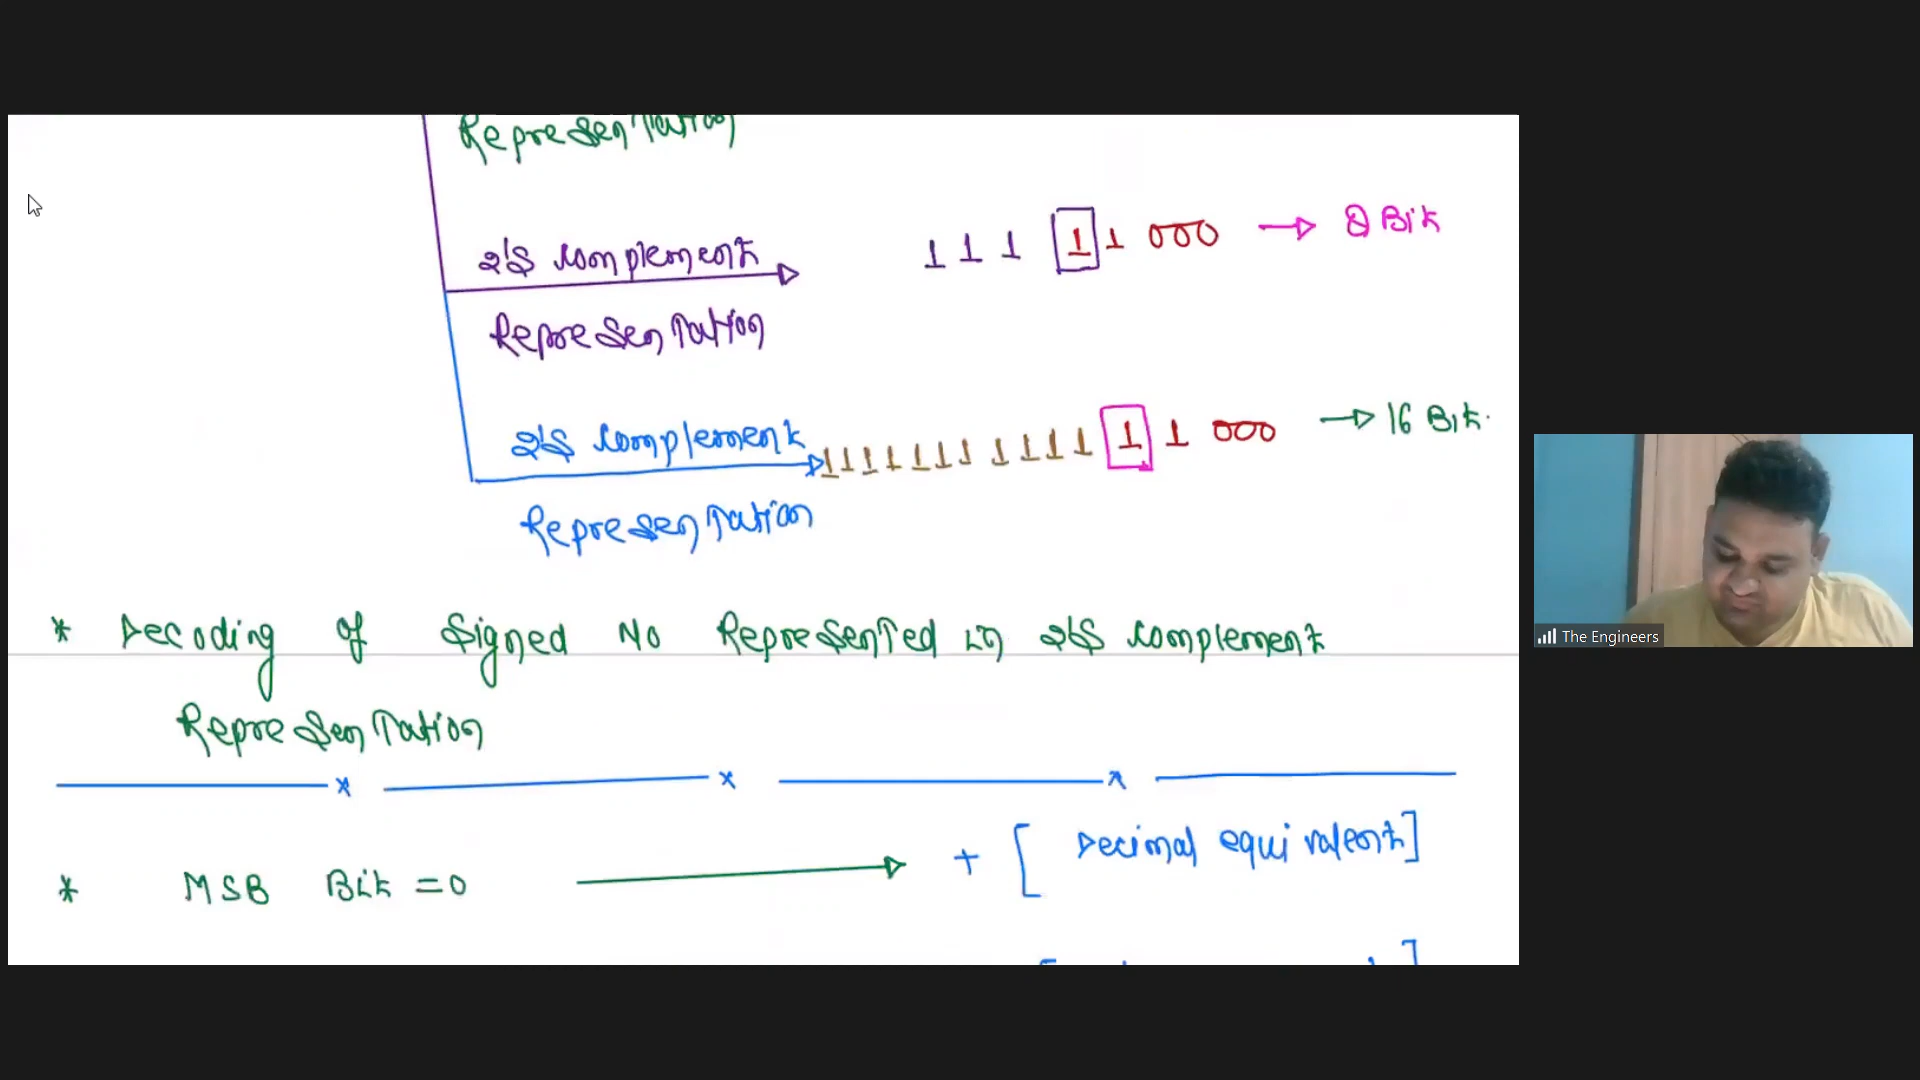 Representation
2's complement
1 1 1 1 1 000 → 8 Bit
Representation
2's complement
1 1 1 1 1 1 1 1 1 1 1 1 1 000 → 16 Bit.
Representation
* Decoding of Signed No Represented in 2's complement
Representation
* MSB Bit = 0 → + [ Decimal equivalent ]
The Engineers